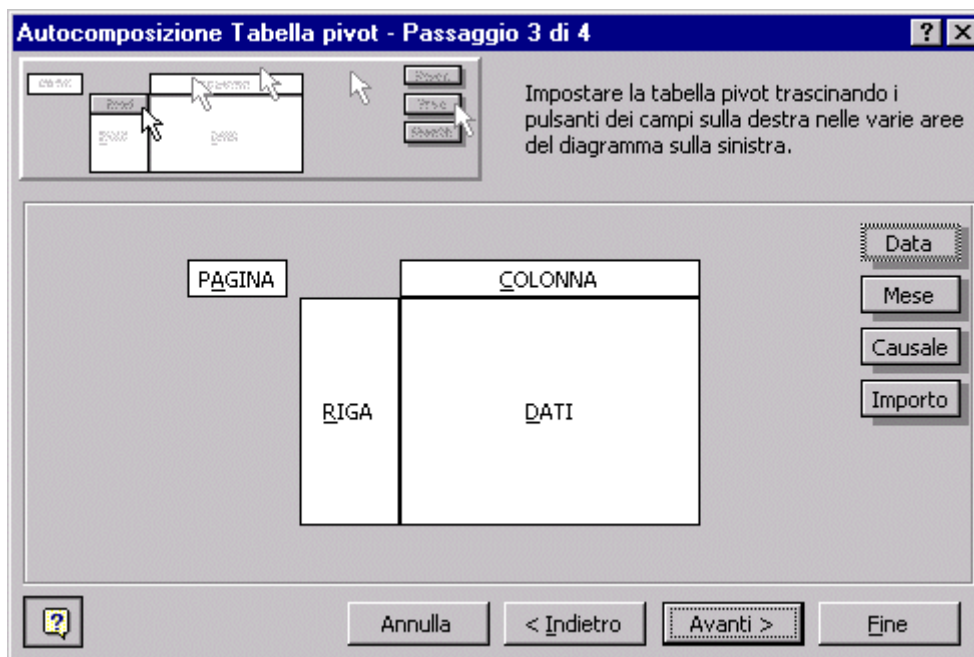 Autocomposizione Tabella pivot - Passaggio 3 di 4
Impostare la tabella pivot trascinando i
pulsanti dei campi sulla destra nelle varie aree
del diagramma sulla sinistra.
Data
PAGINA
COLONNA
Mese
Causale
RIGA
DATI
Importo
Annulla
< Indietro
Avanti >
Fine